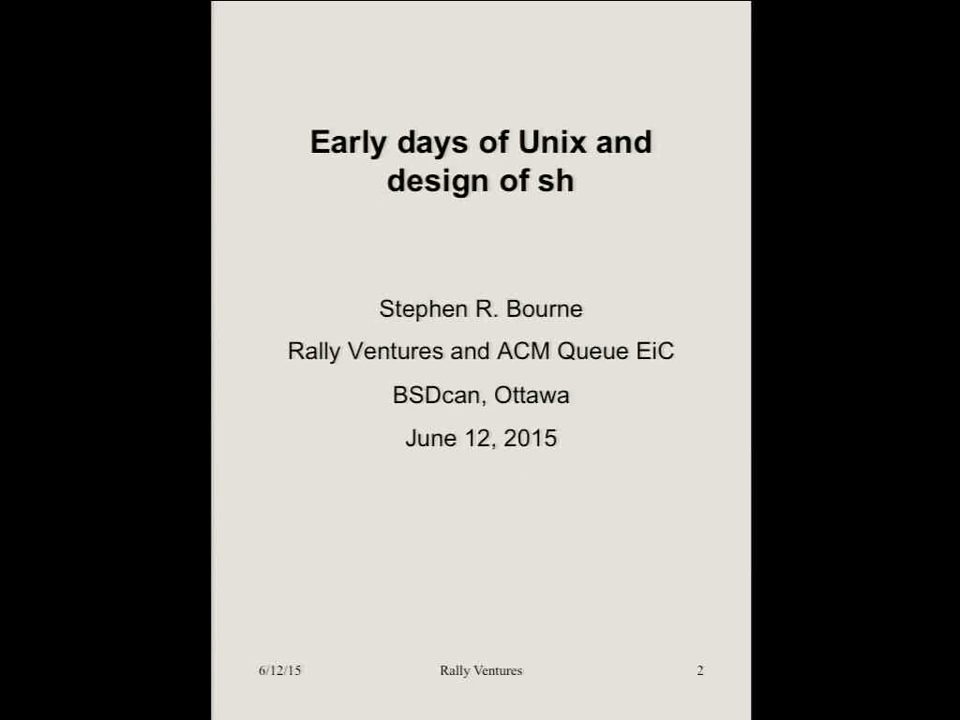 Early days of Unix and
design of sh
Stephen R. Bourne
Rally Ventures and ACM Queue EiC
BSDcan, Ottawa
June 12, 2015
6/12/15 Rally Ventures 2